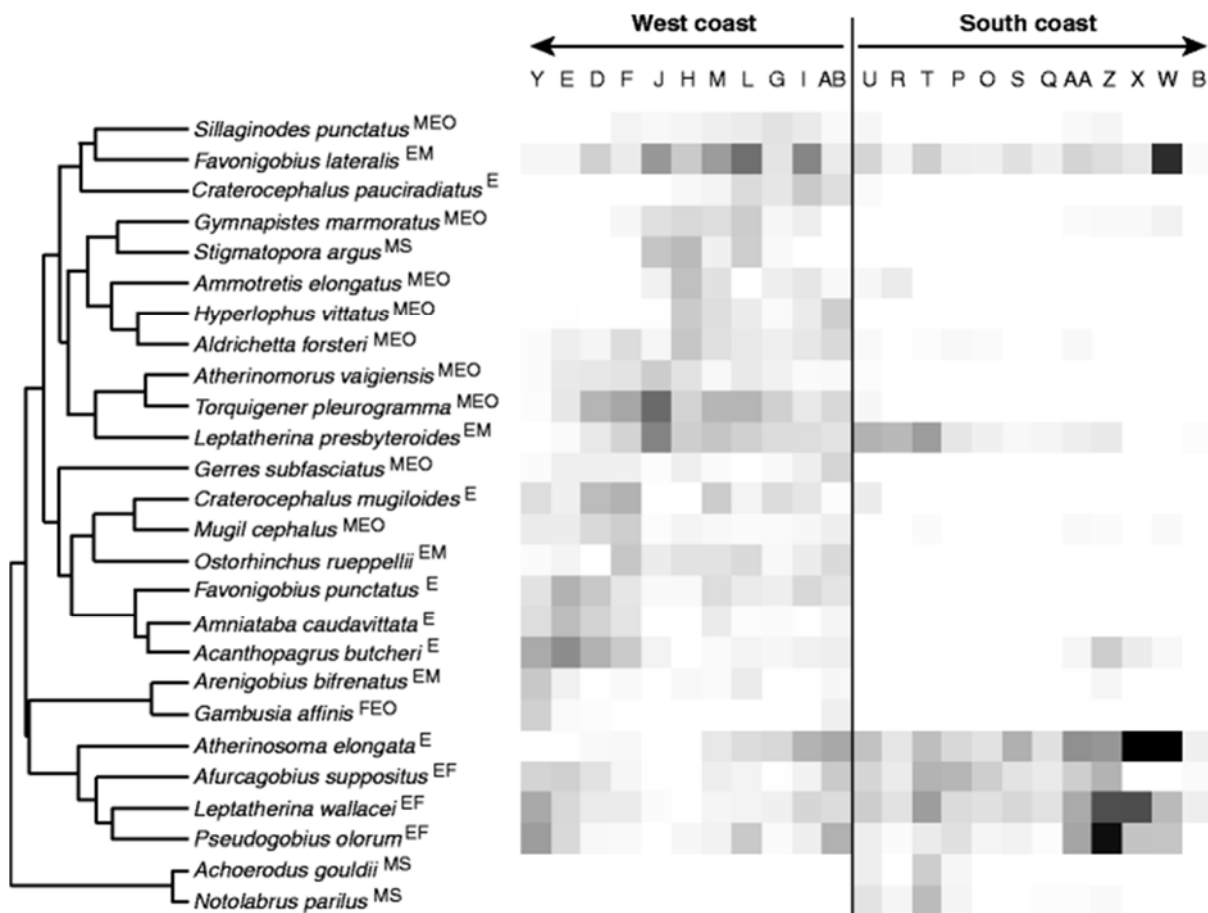 West coast South coast
Y E D F J H M L G I AB U R T P O S Q AA Z X W B
Sillaginodes punctatus MEO
Favonigobius lateralis EM
Craterocephalus pauciradiatus E
Gymnapistes marmoratus MEO
Stigmatopora argus MS
Ammotretis elongatus MEO
Hyperlophus vittatus MEO
Aldrichetta forsteri MEO
Atherinomorus vaigiensis MEO
Torquigener pleurogramma MEO
Leptatherina presbyteroides EM
Gerres subfasciatus MEO
Craterocephalus mugiloides E
Mugil cephalus MEO
Ostorhinchus rueppellii EM
Favonigobius punctatus E
Amniataba caudavittata E
Acanthopagrus butcheri E
Arenigobius bifrenatus EM
Gambusia affinis FEO
Atherinosoma elongata E
Afurcagobius suppositus EF
Leptatherina wallacei EF
Pseudogobius olorum EF
Achoerodus gouldii MS
Notolabrus parilus MS